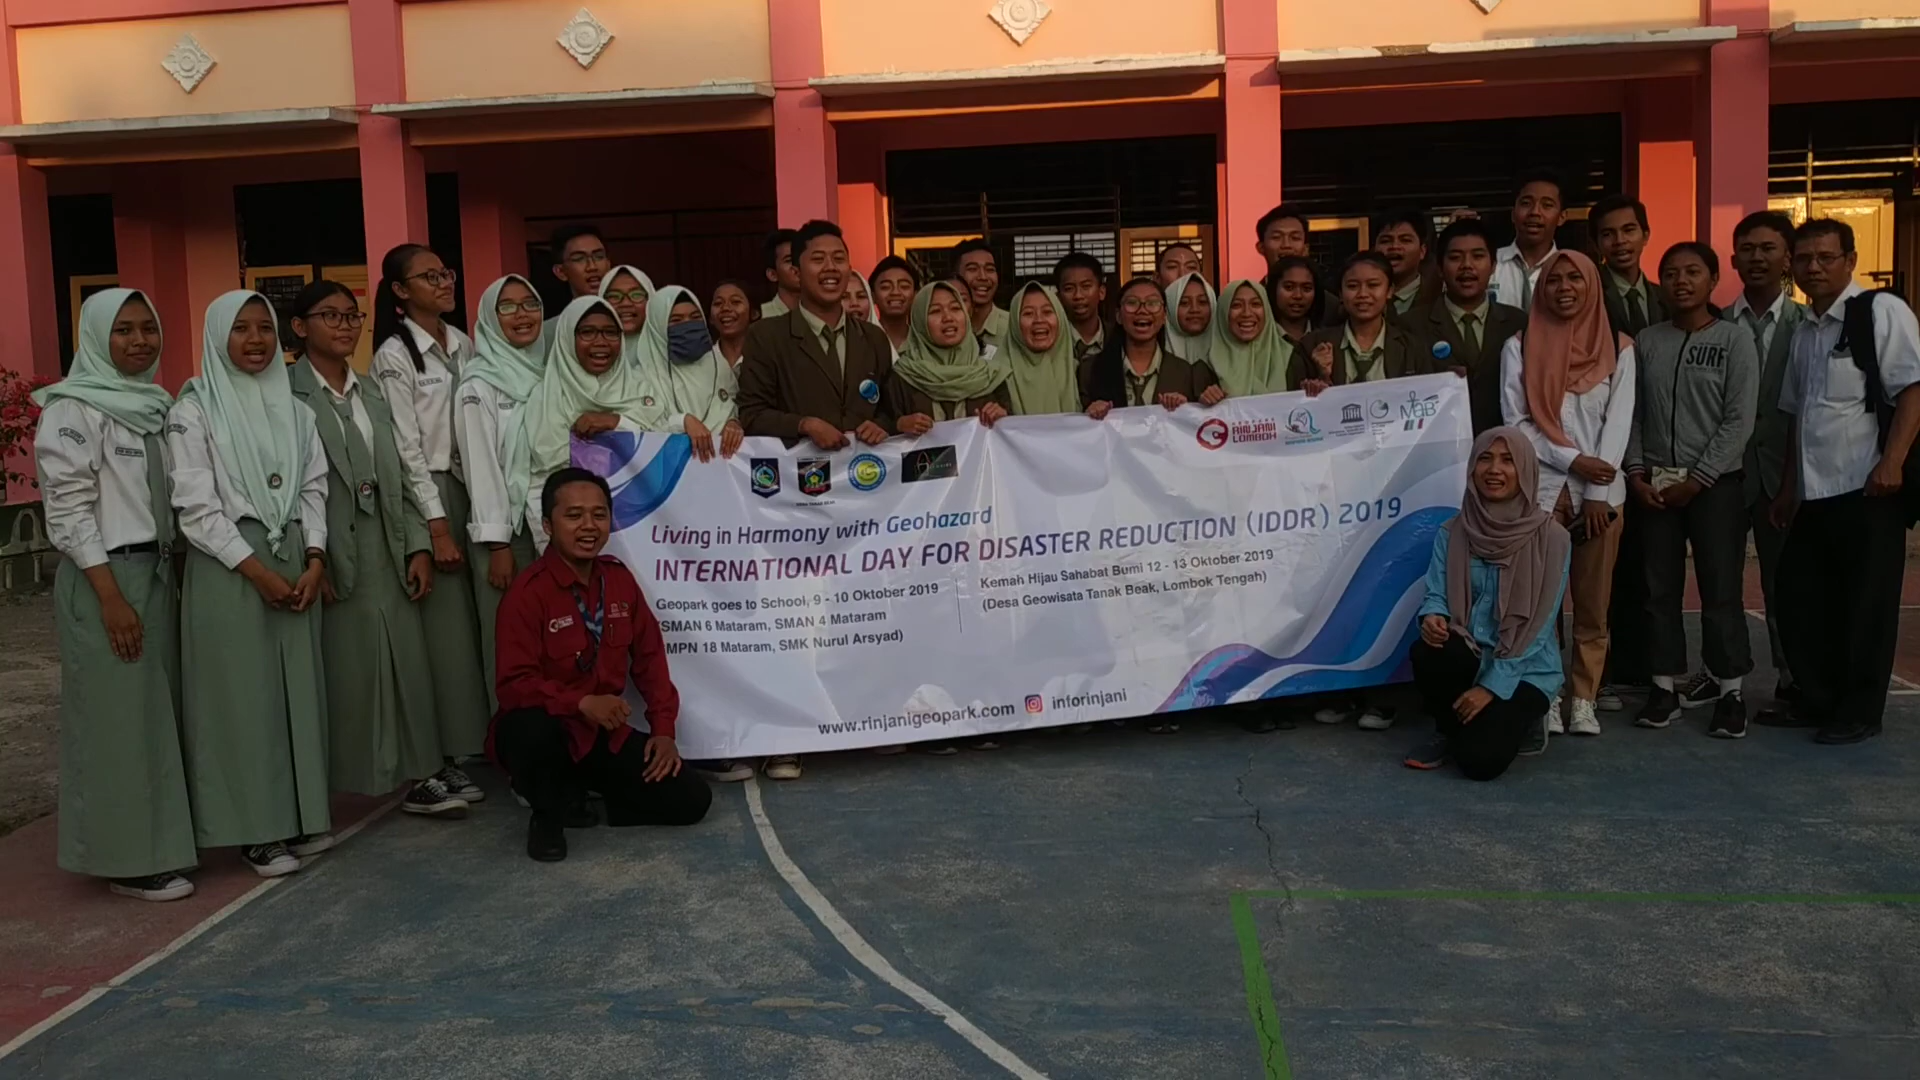 GEOPARK
RINJANI
LOMBOK
MAB
Living in Harmony with Geohazard
INTERNATIONAL DAY FOR DISASTER REDUCTION (IDDR) 2019
Geopark goes to School, 9 - 10 Oktober 2019
(SMAN 6 Mataram, SMAN 4 Mataram
MPN 18 Mataram, SMK Nurul Arsyad)
Kemah Hijau Sahabat Bumi 12 - 13 Oktober 2019
(Desa Geowisata Tanak Beak, Lombok Tengah)
www.rinjanigeopark.com inforinjani
SURF